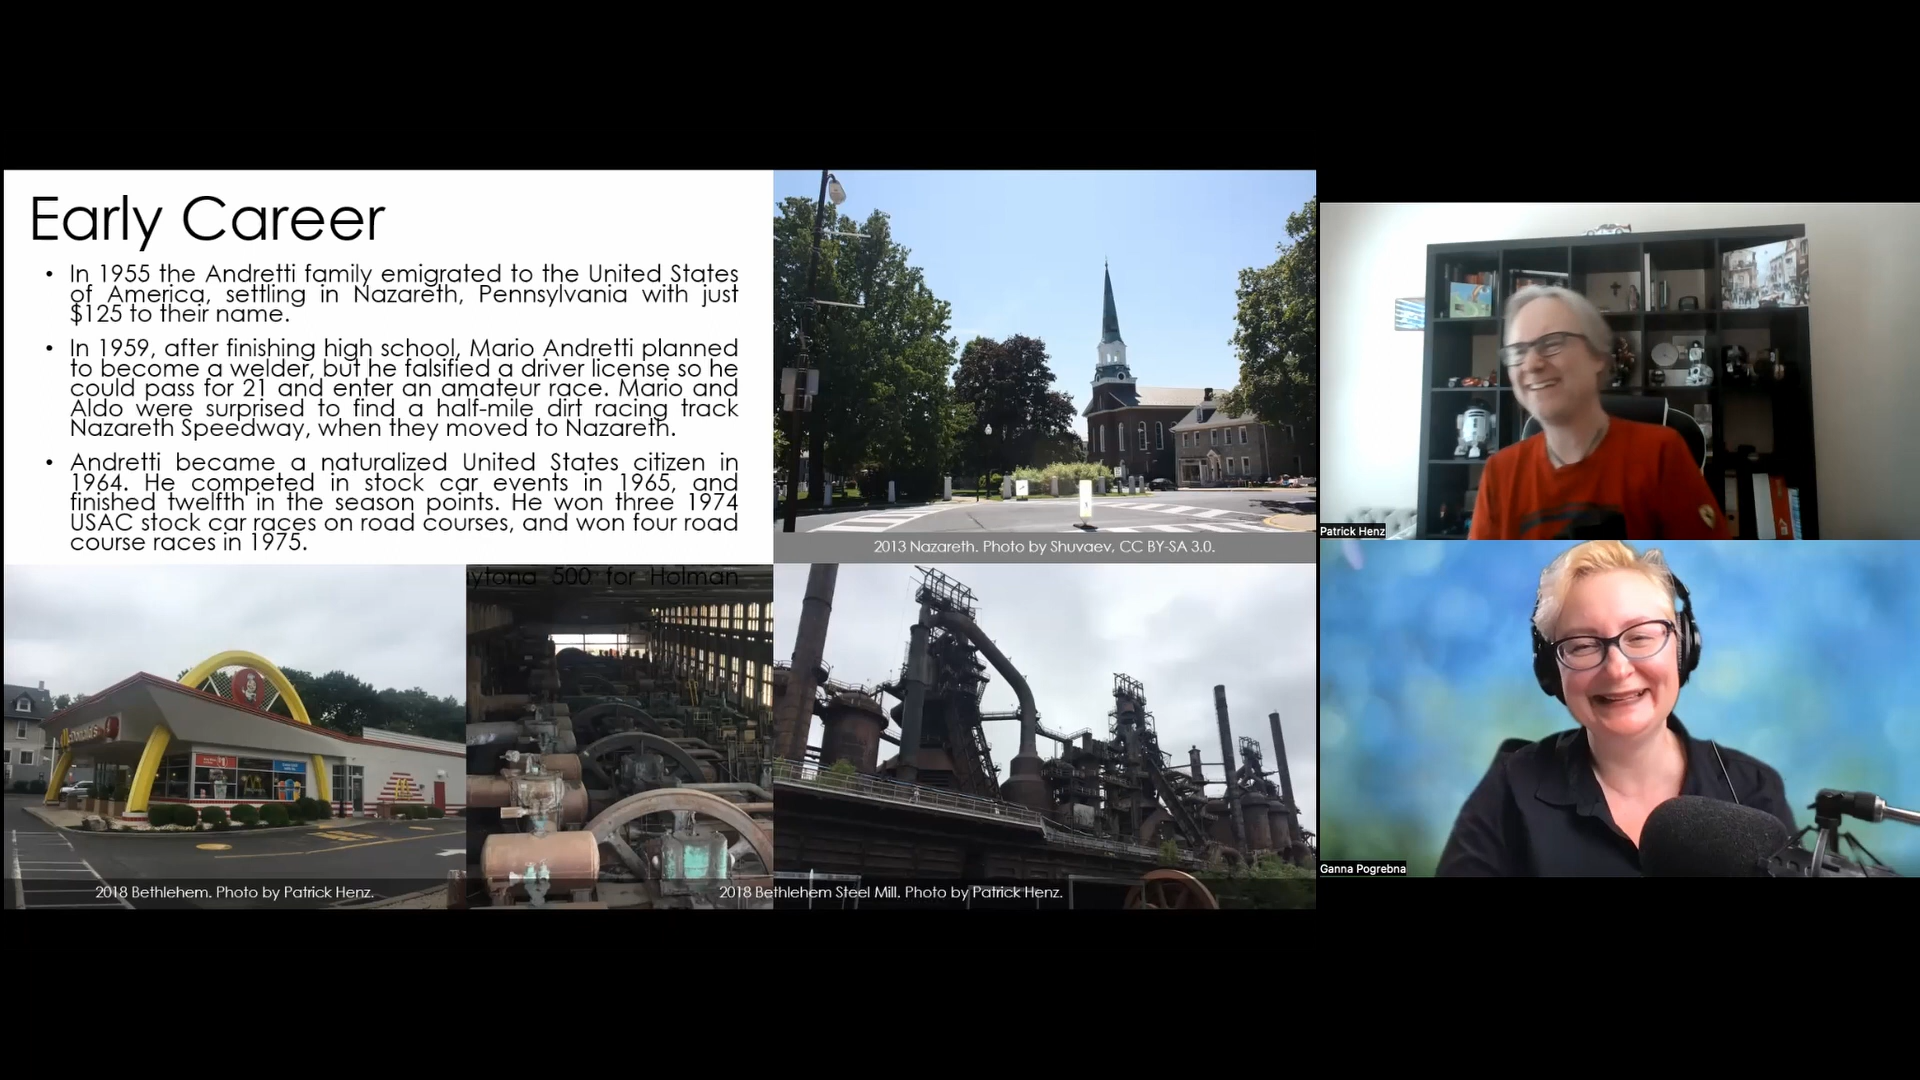 Early Career
• In 1955 the Andretti family emigrated to the United States
of America, settling in Nazareth, Pennsylvania with just
$125 to their name.
• In 1959, after finishing high school, Mario Andretti planned
to become a welder, but he falsified a driver license so he
could pass for 21 and enter an amateur race. Mario and
Aldo were surprised to find a half-mile dirt racing track
Nazareth Speedway, when they moved to Nazareth.
• Andretti became a naturalized United States citizen in
1964. He competed in stock car events in 1965, and
finished twelfth in the season points. He won three 1974
USAC stock car races on road courses, and won four road
course races in 1975.
ytona 500 for Holman
2013 Nazareth. Photo by Shuvaev, CC BY-SA 3.0.
McDonald's
2018 Bethlehem. Photo by Patrick Henz.
2018 Bethlehem Steel Mill. Photo by Patrick Henz.
Patrick Henz
Ganna Pogrebna